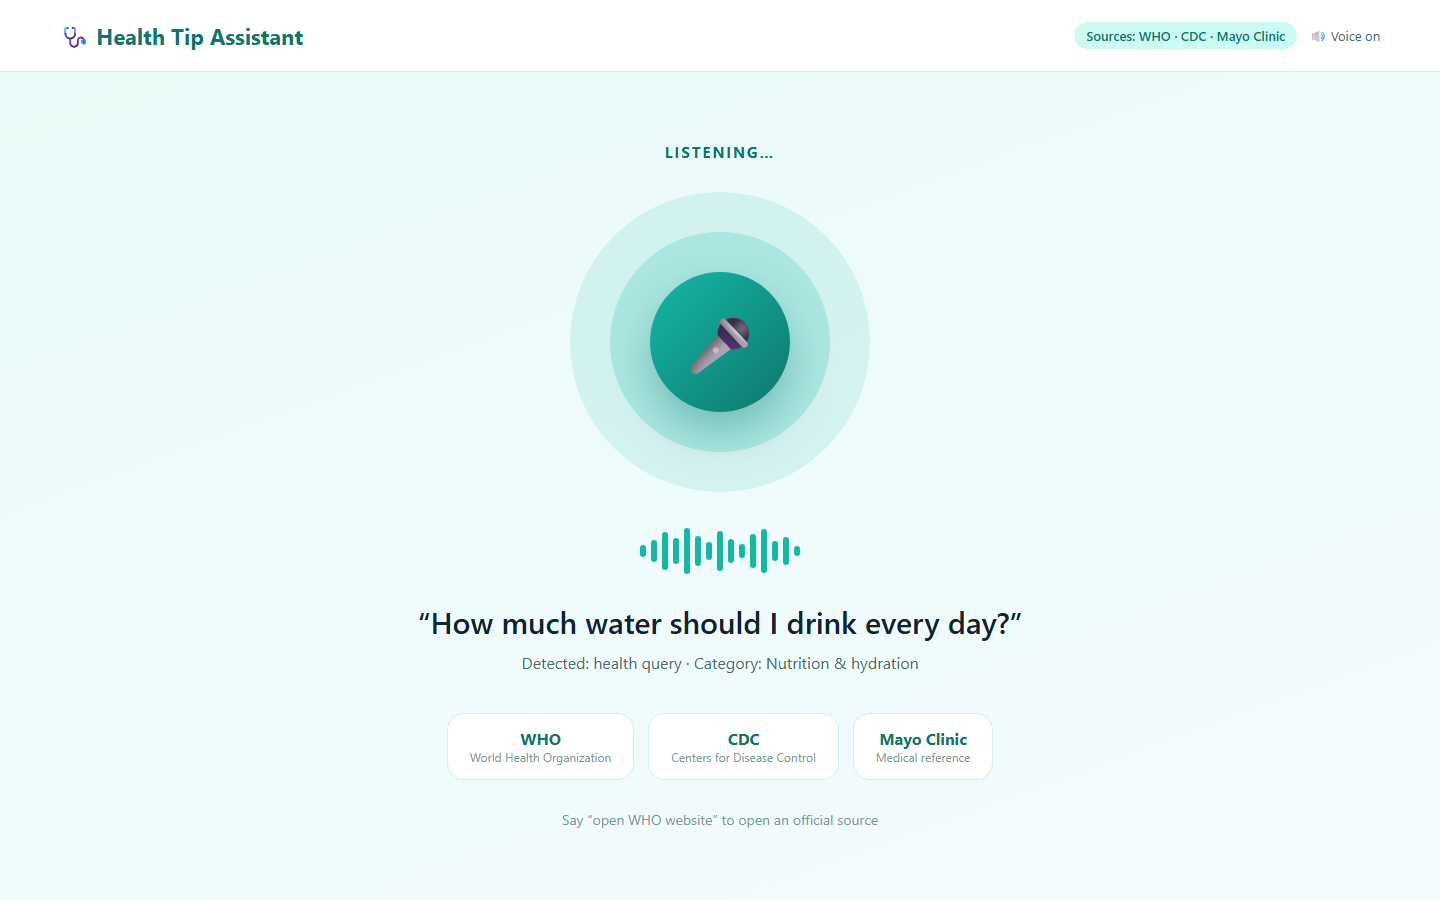 Health Tip Assistant
Sources: WHO · CDC · Mayo Clinic
Voice on
LISTENING...
“How much water should I drink every day?”
Detected: health query · Category: Nutrition & hydration
WHO
World Health Organization
CDC
Centers for Disease Control
Mayo Clinic
Medical reference
Say “open WHO website” to open an official source